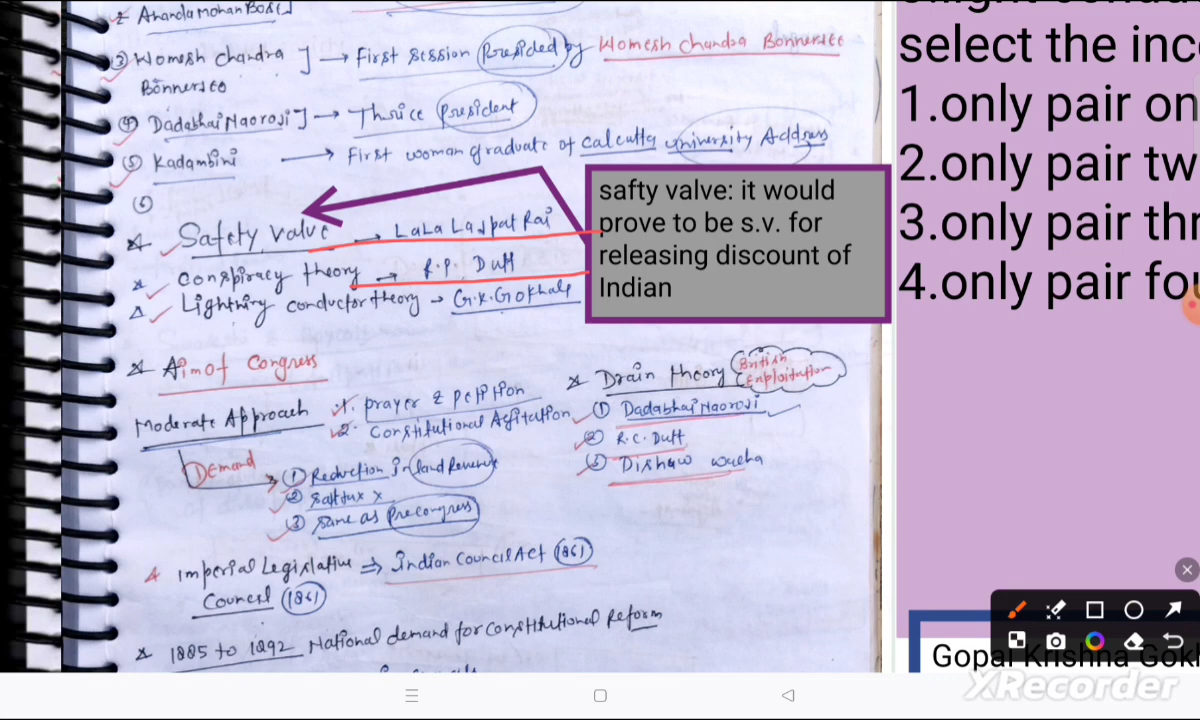 Ananda Mohan Bose]
③ Womesh Chandra ] → First Session Presided by Womesh Chandra Bonnersee
Bonnersee
④ Dadabhai Naoroji] → Thrice President
⑤ Kadambini → First woman graduate of calcutta university Address
⑥
Safety valve → Lala Lajpat Rai
conspiracy theory → R.P. Dutt
Lightniry conductor theory → G.K. Gokhale
safty valve: it would
prove to be s.v. for
releasing discount of
Indian
Aim of Congress
Moderate Approach
1. prayer & petition
2. Constitutional Agitation
Demand
① Reduction in land Revenue
② Salt tax x
③ Same as precongress
Drain theory (British Exploitation
① Dadabhai Naoroji
② R.C. Dutt
③ Dishaw wacha
Imperial Legislative ⇒ Indian Council Act (1861)
Council (1861)
1885 to 1892 National demand for constitutional Reform
select the inc
1.only pair on
2.only pair tw
3.only pair thr
4.only pair fou
Gopal Krishna Gokh
XRecorder